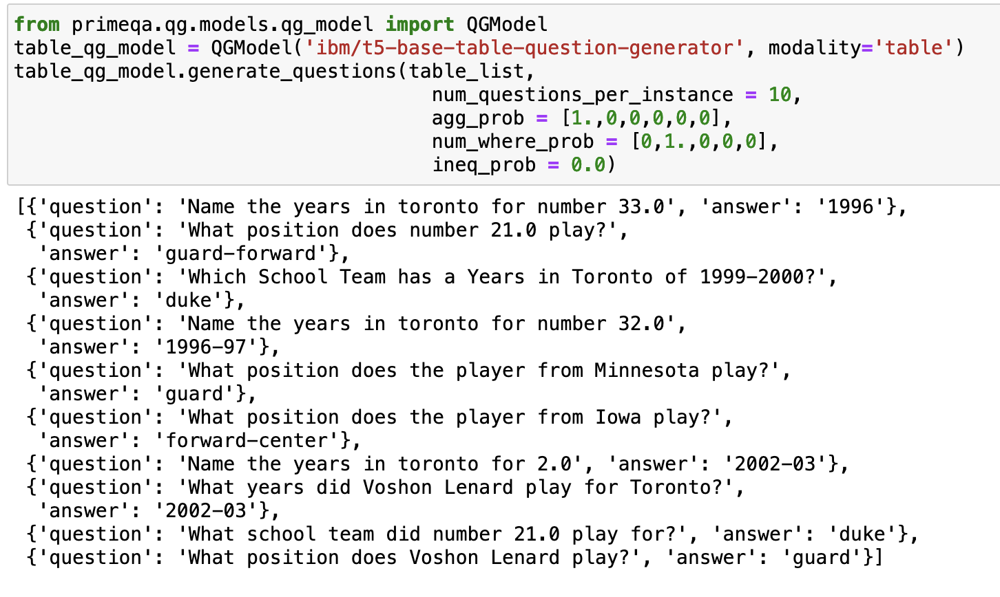 from primeqa.qg.models.qg_model import QGModel
table_qg_model = QGModel('ibm/t5-base-table-question-generator', modality='table')
table_qg_model.generate_questions(table_list,
                                    num_questions_per_instance = 10,
                                    agg_prob = [1.,0,0,0,0,0],
                                    num_where_prob = [0,1.,0,0,0],
                                    ineq_prob = 0.0)
[{'question': 'Name the years in toronto for number 33.0', 'answer': '1996'},
 {'question': 'What position does number 21.0 play?',
  'answer': 'guard-forward'},
 {'question': 'Which School Team has a Years in Toronto of 1999-2000?',
  'answer': 'duke'},
 {'question': 'Name the years in toronto for number 32.0',
  'answer': '1996-97'},
 {'question': 'What position does the player from Minnesota play?',
  'answer': 'guard'},
 {'question': 'What position does the player from Iowa play?',
  'answer': 'forward-center'},
 {'question': 'Name the years in toronto for 2.0', 'answer': '2002-03'},
 {'question': 'What years did Voshon Lenard play for Toronto?',
  'answer': '2002-03'},
 {'question': 'What school team did number 21.0 play for?', 'answer': 'duke'},
 {'question': 'What position does Voshon Lenard play?', 'answer': 'guard'}]